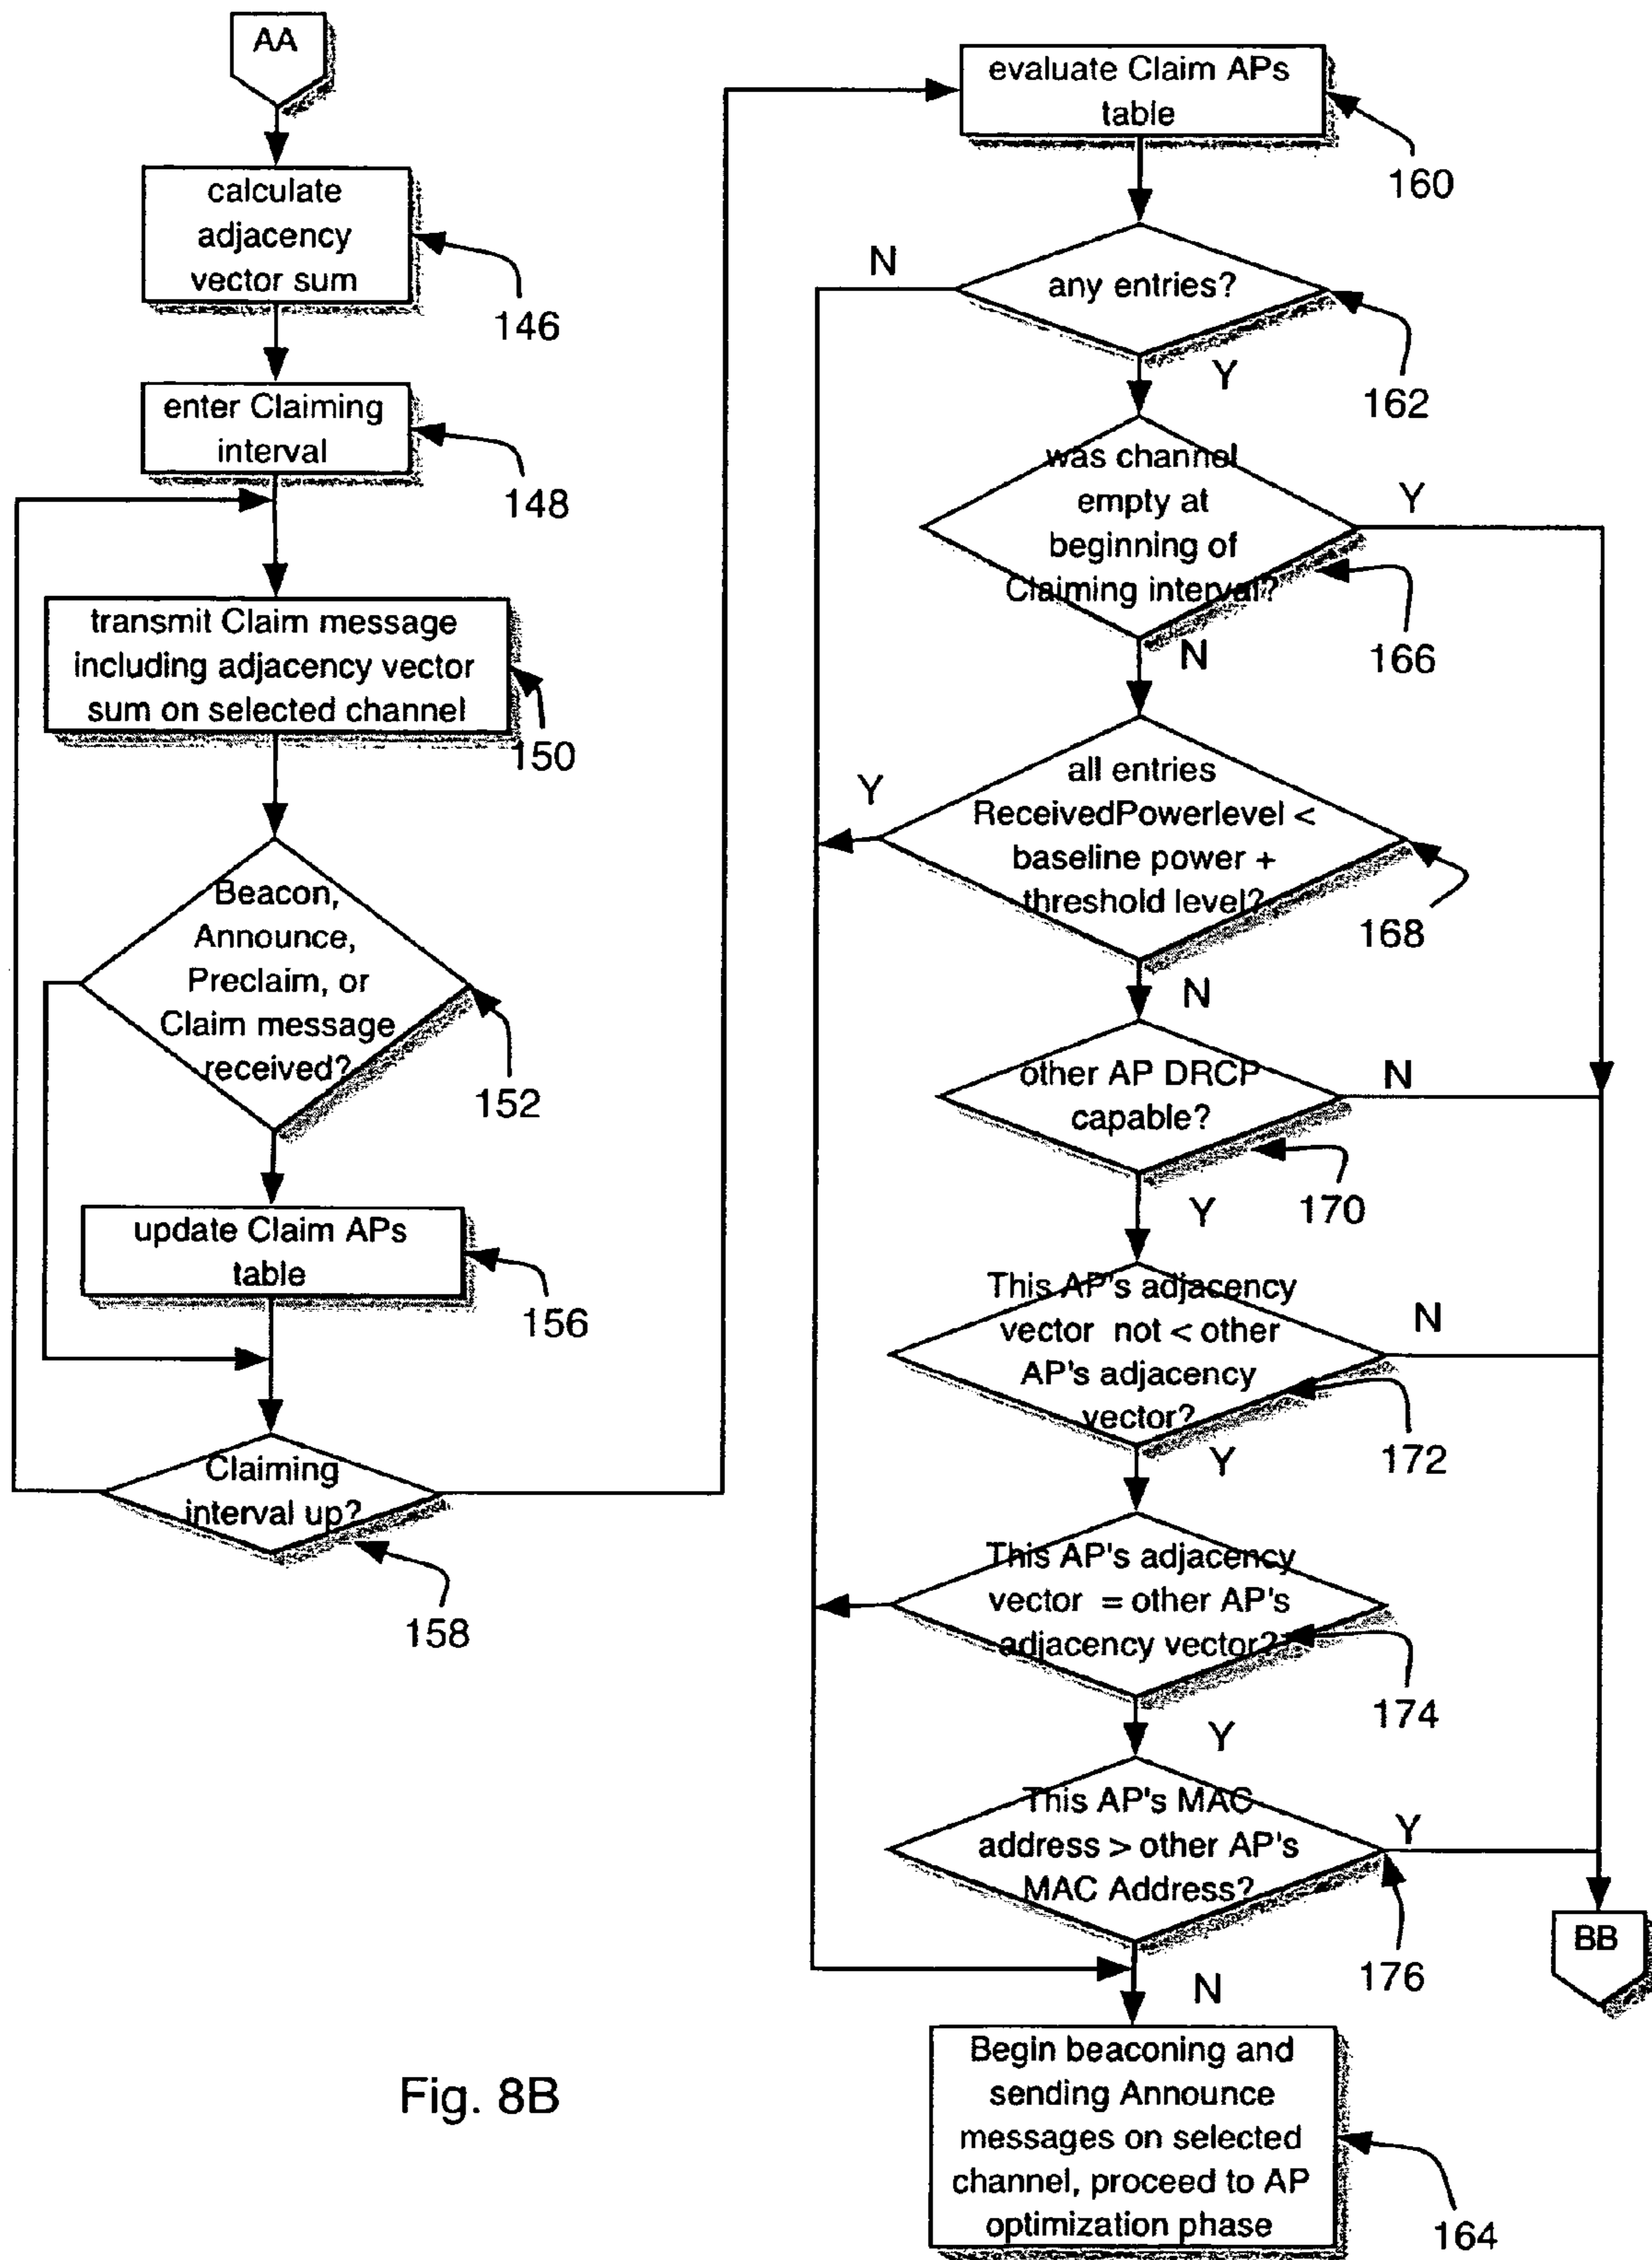 AA
calculate
adjacency
vector sum
146
enter Claiming
interval
148
transmit Claim message
including adjacency vector
sum on selected channel
150
Beacon,
Announce,
Preclaim, or
Claim message
received?
152
update Claim APs
table
156
Claiming
interval up?
158
evaluate Claim APs
table
160
any entries?
N
Y
162
was channel
empty at
beginning of
Claiming interval?
Y
N
166
all entries
ReceivedPowerlevel <
baseline power +
threshold level?
Y
N
168
other AP DRCP
capable?
N
Y
170
This AP's adjacency
vector not < other
AP's adjacency
vector?
N
Y
172
This AP's adjacency
vector = other AP's
adjacency vector?
Y
174
This AP's MAC
address > other AP's
MAC Address?
Y
N
176
BB
Begin beaconing and
sending Announce
messages on selected
channel, proceed to AP
optimization phase
164
Fig. 8B